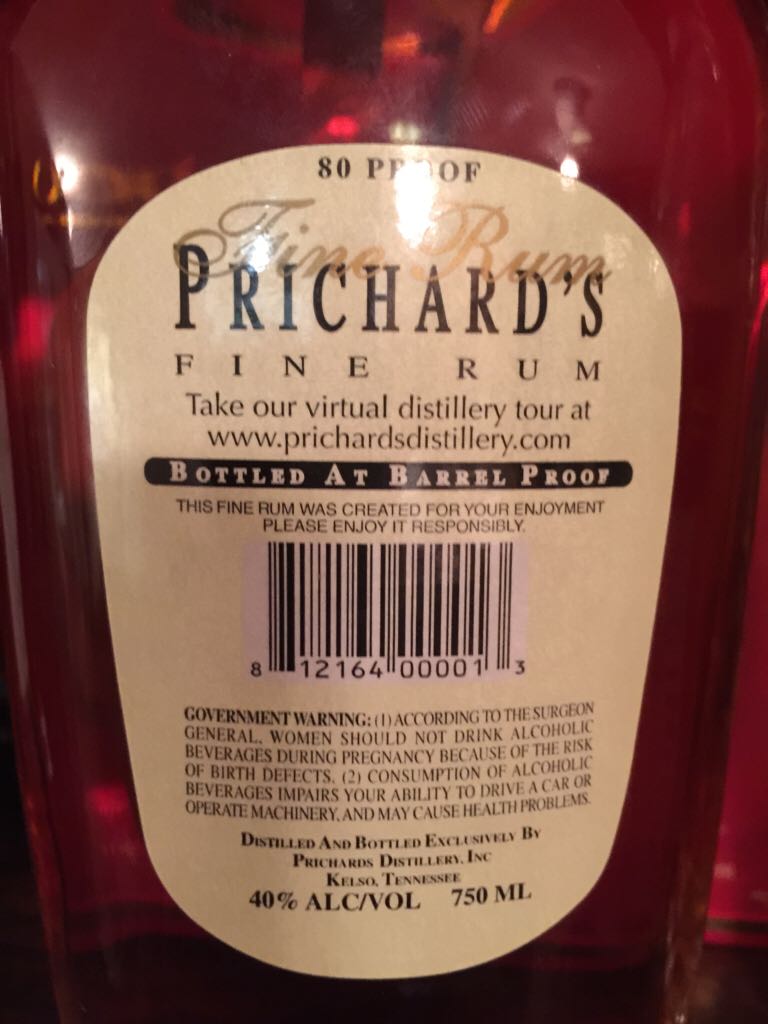 80 PROOF
Fine Rum
PRICHARD'S
FINE RUM
Take our virtual distillery tour at
www.prichardsdistillery.com
BOTTLED AT BARREL PROOF
THIS FINE RUM WAS CREATED FOR YOUR ENJOYMENT
PLEASE ENJOY IT RESPONSIBLY.
8 12164 00001 3
GOVERNMENT WARNING: (1) ACCORDING TO THE SURGEON
GENERAL, WOMEN SHOULD NOT DRINK ALCOHOLIC
BEVERAGES DURING PREGNANCY BECAUSE OF THE RISK
OF BIRTH DEFECTS. (2) CONSUMPTION OF ALCOHOLIC
BEVERAGES IMPAIRS YOUR ABILITY TO DRIVE A CAR OR
OPERATE MACHINERY, AND MAY CAUSE HEALTH PROBLEMS.
DISTILLED AND BOTTLED EXCLUSIVELY BY
PRICHARDS DISTILLERY, INC
KELSO, TENNESSEE
40% ALC/VOL 750 ML